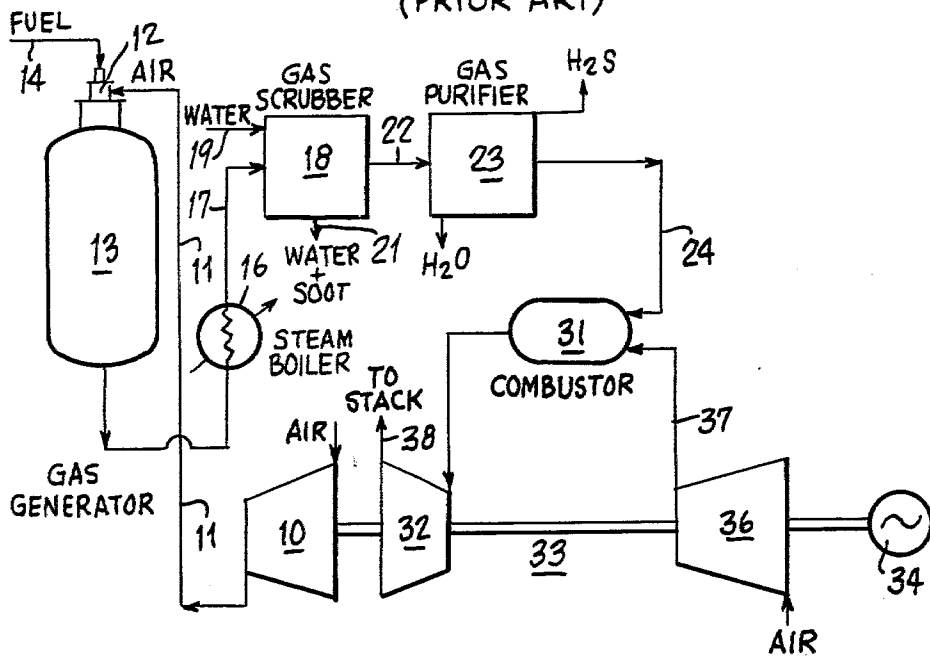 (PRIOR ART)
FUEL
14
12
AIR
13
GAS
GENERATOR
11
11
WATER
19
17
GAS
SCRUBBER
18
21
WATER
+
SOOT
22
GAS
PURIFIER
23
H2S
H2O
24
16
STEAM
BOILER
31
COMBUSTOR
TO
STACK
38
AIR
10
32
33
37
36
34
AIR